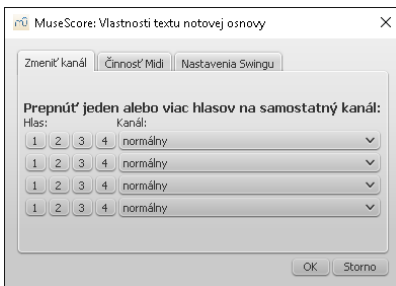 MuseScore: Vlastnosti textu notovej osnovy
Zmeniť kanál Činnosť Midi Nastavenia Swingu
Prepnúť jeden alebo viac hlasov na samostatný kanál:
Hlas: Kanál:
1 2 3 4 normálny
1 2 3 4 normálny
1 2 3 4 normálny
1 2 3 4 normálny
OK Storno